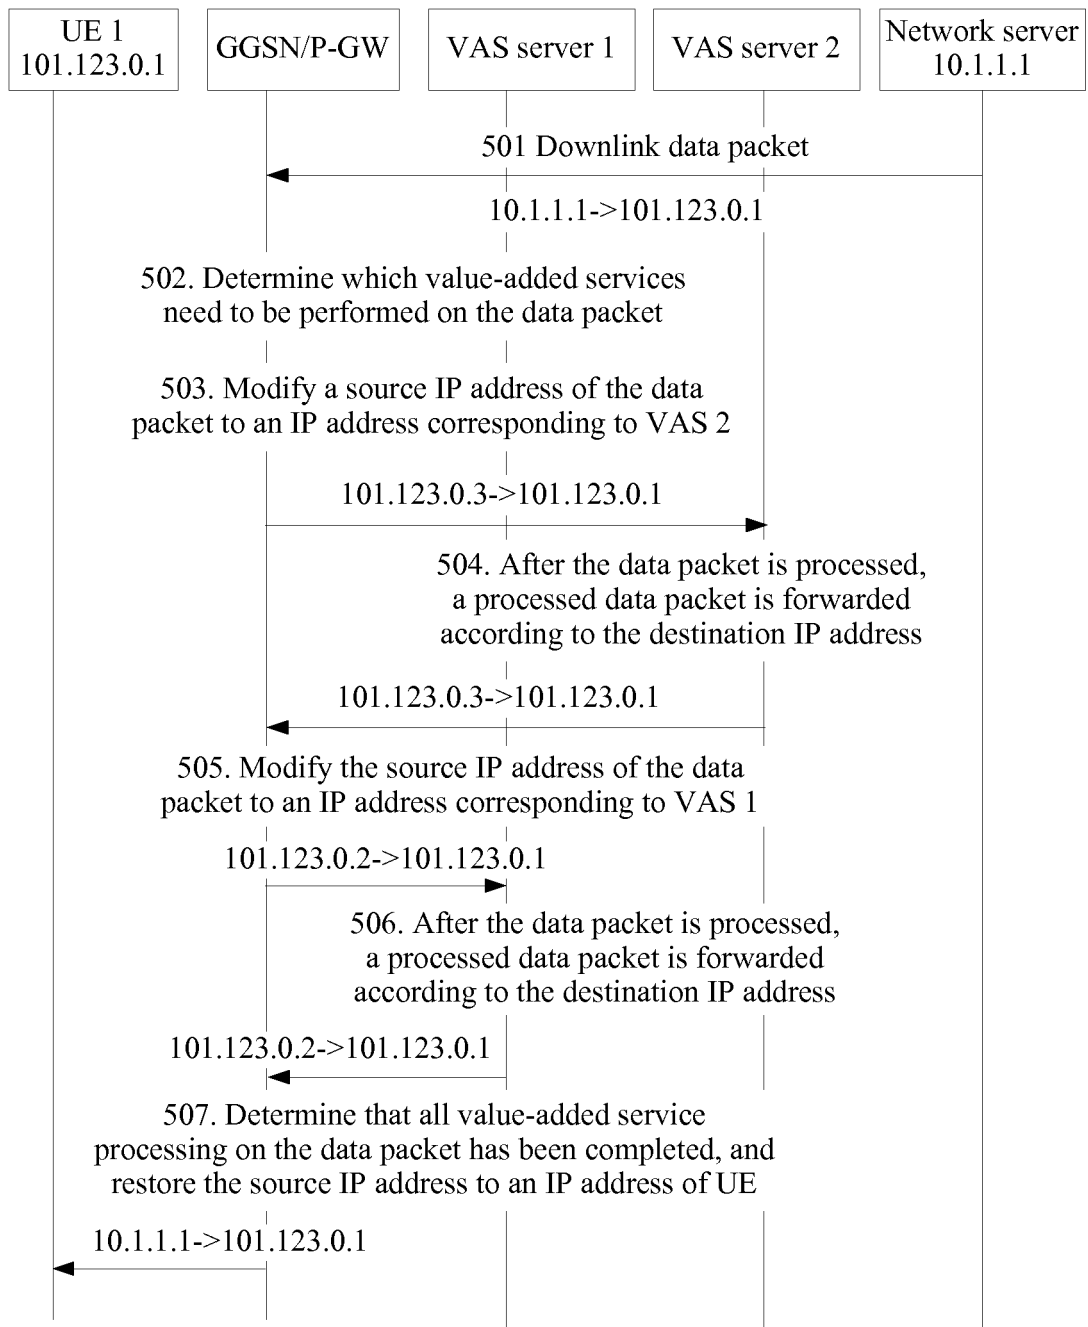 UE 1
101.123.0.1
GGSN/P-GW
VAS server 1
VAS server 2
Network server
10.1.1.1
501 Downlink data packet
10.1.1.1->101.123.0.1
502. Determine which value-added services
need to be performed on the data packet
503. Modify a source IP address of the data
packet to an IP address corresponding to VAS 2
101.123.0.3->101.123.0.1
504. After the data packet is processed,
a processed data packet is forwarded
according to the destination IP address
101.123.0.3->101.123.0.1
505. Modify the source IP address of the data
packet to an IP address corresponding to VAS 1
101.123.0.2->101.123.0.1
506. After the data packet is processed,
a processed data packet is forwarded
according to the destination IP address
101.123.0.2->101.123.0.1
507. Determine that all value-added service
processing on the data packet has been completed, and
restore the source IP address to an IP address of UE
10.1.1.1->101.123.0.1